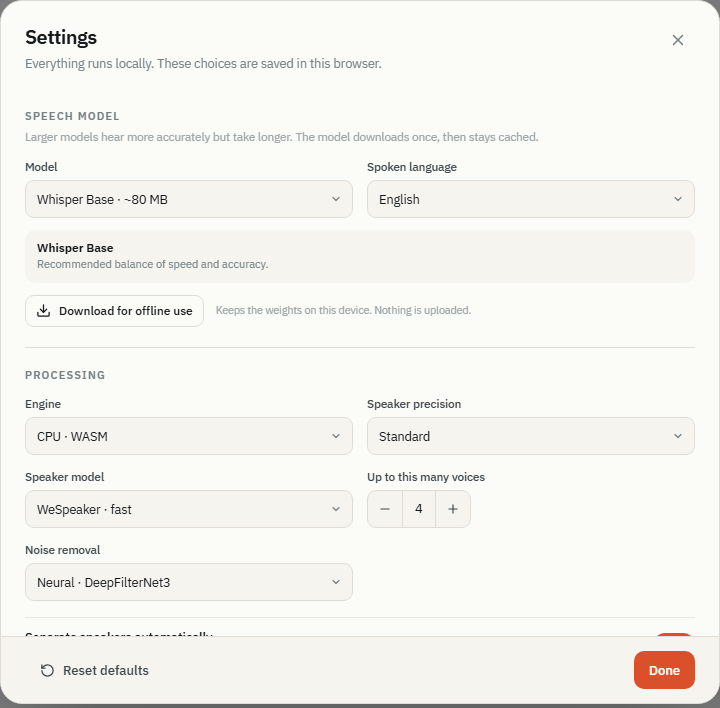 Settings
Everything runs locally. These choices are saved in this browser.
SPEECH MODEL
Larger models hear more accurately but take longer. The model downloads once, then stays cached.
Model
Spoken language
Whisper Base · ~80 MB
English
Whisper Base
Recommended balance of speed and accuracy.
Download for offline use
Keeps the weights on this device. Nothing is uploaded.
PROCESSING
Engine
Speaker precision
CPU · WASM
Standard
Speaker model
Up to this many voices
WeSpeaker · fast
4
Noise removal
Neural · DeepFilterNet3
Separate speakers automatically
Reset defaults
Done